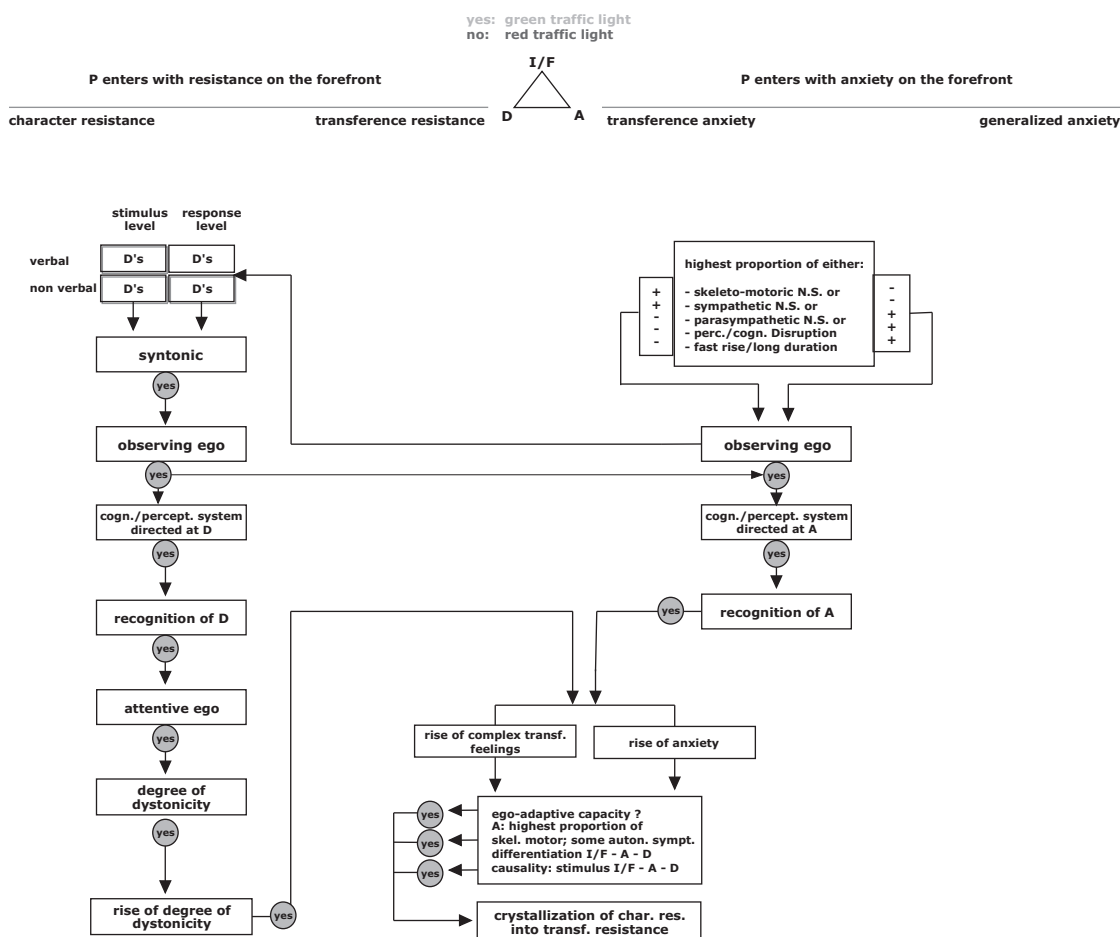 yes: green traffic light
no: red traffic light
I/F
P enters with resistance on the forefront
P enters with anxiety on the forefront
D
A
character resistance
transference resistance
transference anxiety
generalized anxiety
stimulus
level
response
level
verbal
D's
D's
non verbal
D's
D's
syntonic
yes
observing ego
yes
cogn./percept. system
directed at D
yes
recognition of D
yes
attentive ego
yes
degree of
dystonicity
yes
rise of degree of
dystonicity
yes
highest proportion of either:
- skeleto-motoric N.S. or
- sympathetic N.S. or
- parasympathetic N.S. or
- perc./cogn. Disruption
- fast rise/long duration
+
+
-
-
-
-
-
+
+
+
observing ego
yes
cogn./percept. system
directed at A
yes
recognition of A
yes
rise of complex transf.
feelings
rise of anxiety
ego-adaptive capacity ?
A: highest proportion of
skel. motor; some auton. sympt.
differentiation I/F - A - D
causality: stimulus I/F - A - D
yes
yes
yes
crystallization of char. res.
into transf. resistance